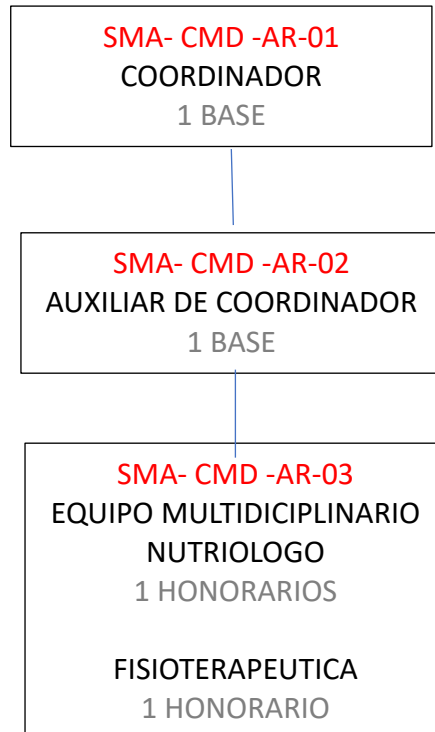 SMA- CMD -AR-01
COORDINADOR
1 BASE
SMA- CMD -AR-02
AUXILIAR DE COORDINADOR
1 BASE
SMA- CMD -AR-03
EQUIPO MULTIDICIPLINARIO
NUTRIOLOGO
1 HONORARIOS
FISIOTERAPEUTICA
1 HONORARIO